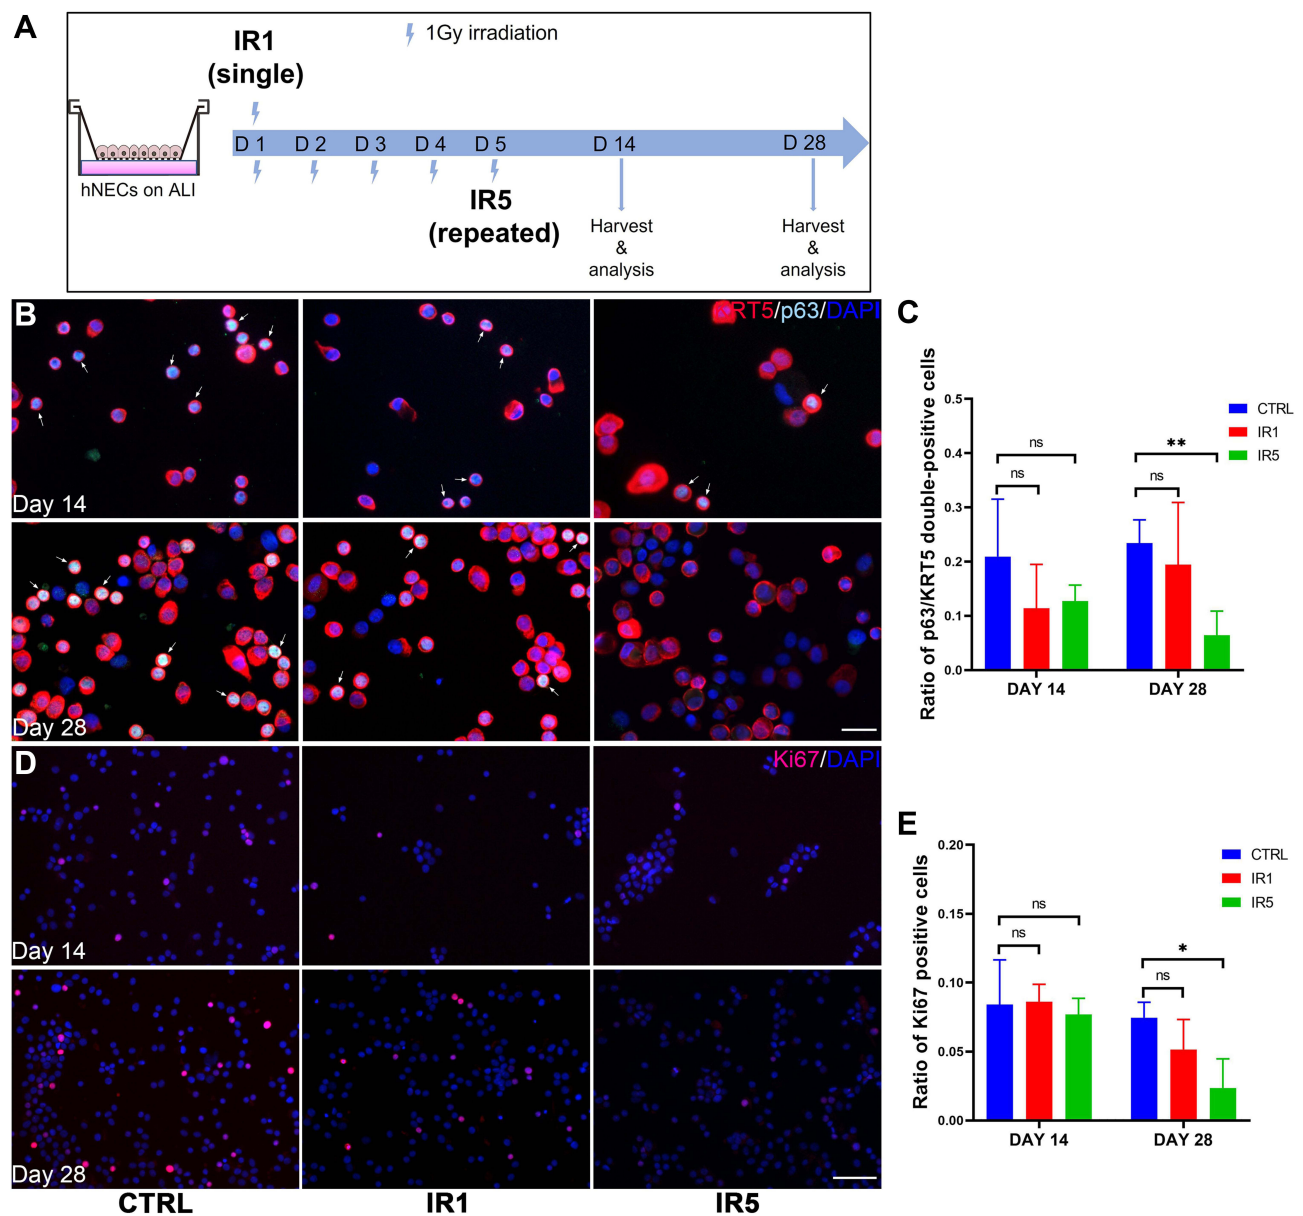 A
1Gy irradiation
IR1
(single)
D 1 D 2 D 3 D 4 D 5 D 14 D 28
hNECs on ALI
IR5
(repeated)
Harvest
&
analysis
Harvest
&
analysis
B
RT5/p63/DAPI
Day 14
Day 28
C
Ratio of p63/KRT5 double-positive cells
0.5
0.4
0.3
0.2
0.1
0.0
ns
ns
**
ns
CTRL
IR1
IR5
DAY 14 DAY 28
D
Ki67/DAPI
Day 14
Day 28
CTRL IR1 IR5
E
Ratio of Ki67 positive cells
0.20
0.15
0.10
0.05
0.00
ns
ns
*
ns
CTRL
IR1
IR5
DAY 14 DAY 28